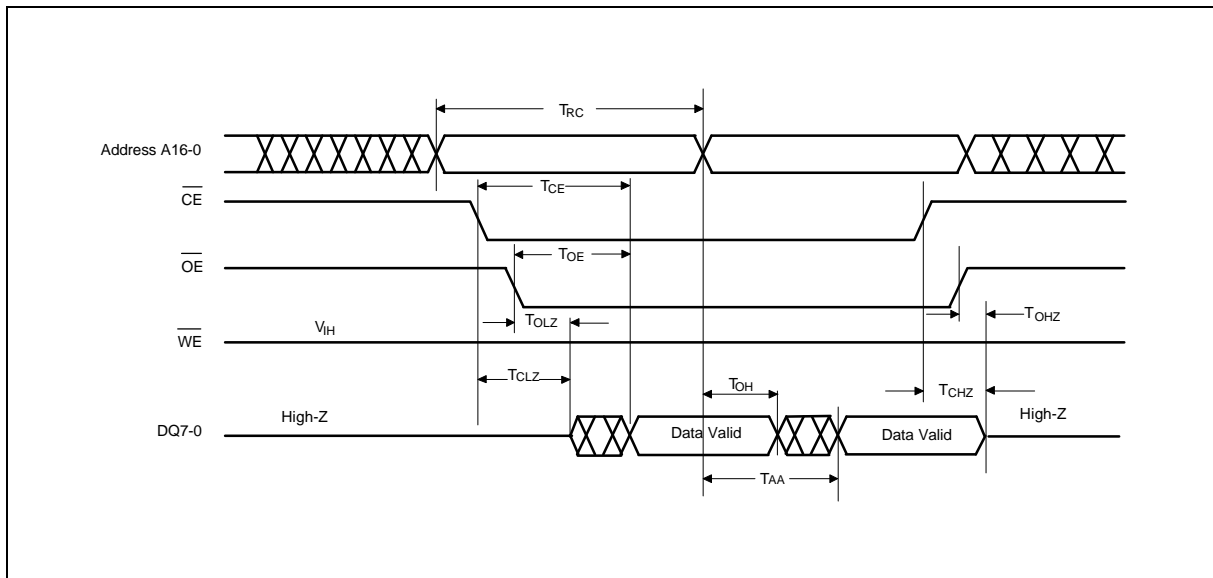 TRC
Address A16-0
TCE
CE
TOE
OE
TOLZ
TOHZ
VIH
WE
TCLZ
TOH
TCHZ
High-Z
High-Z
DQ7-0
Data Valid
Data Valid
TAA